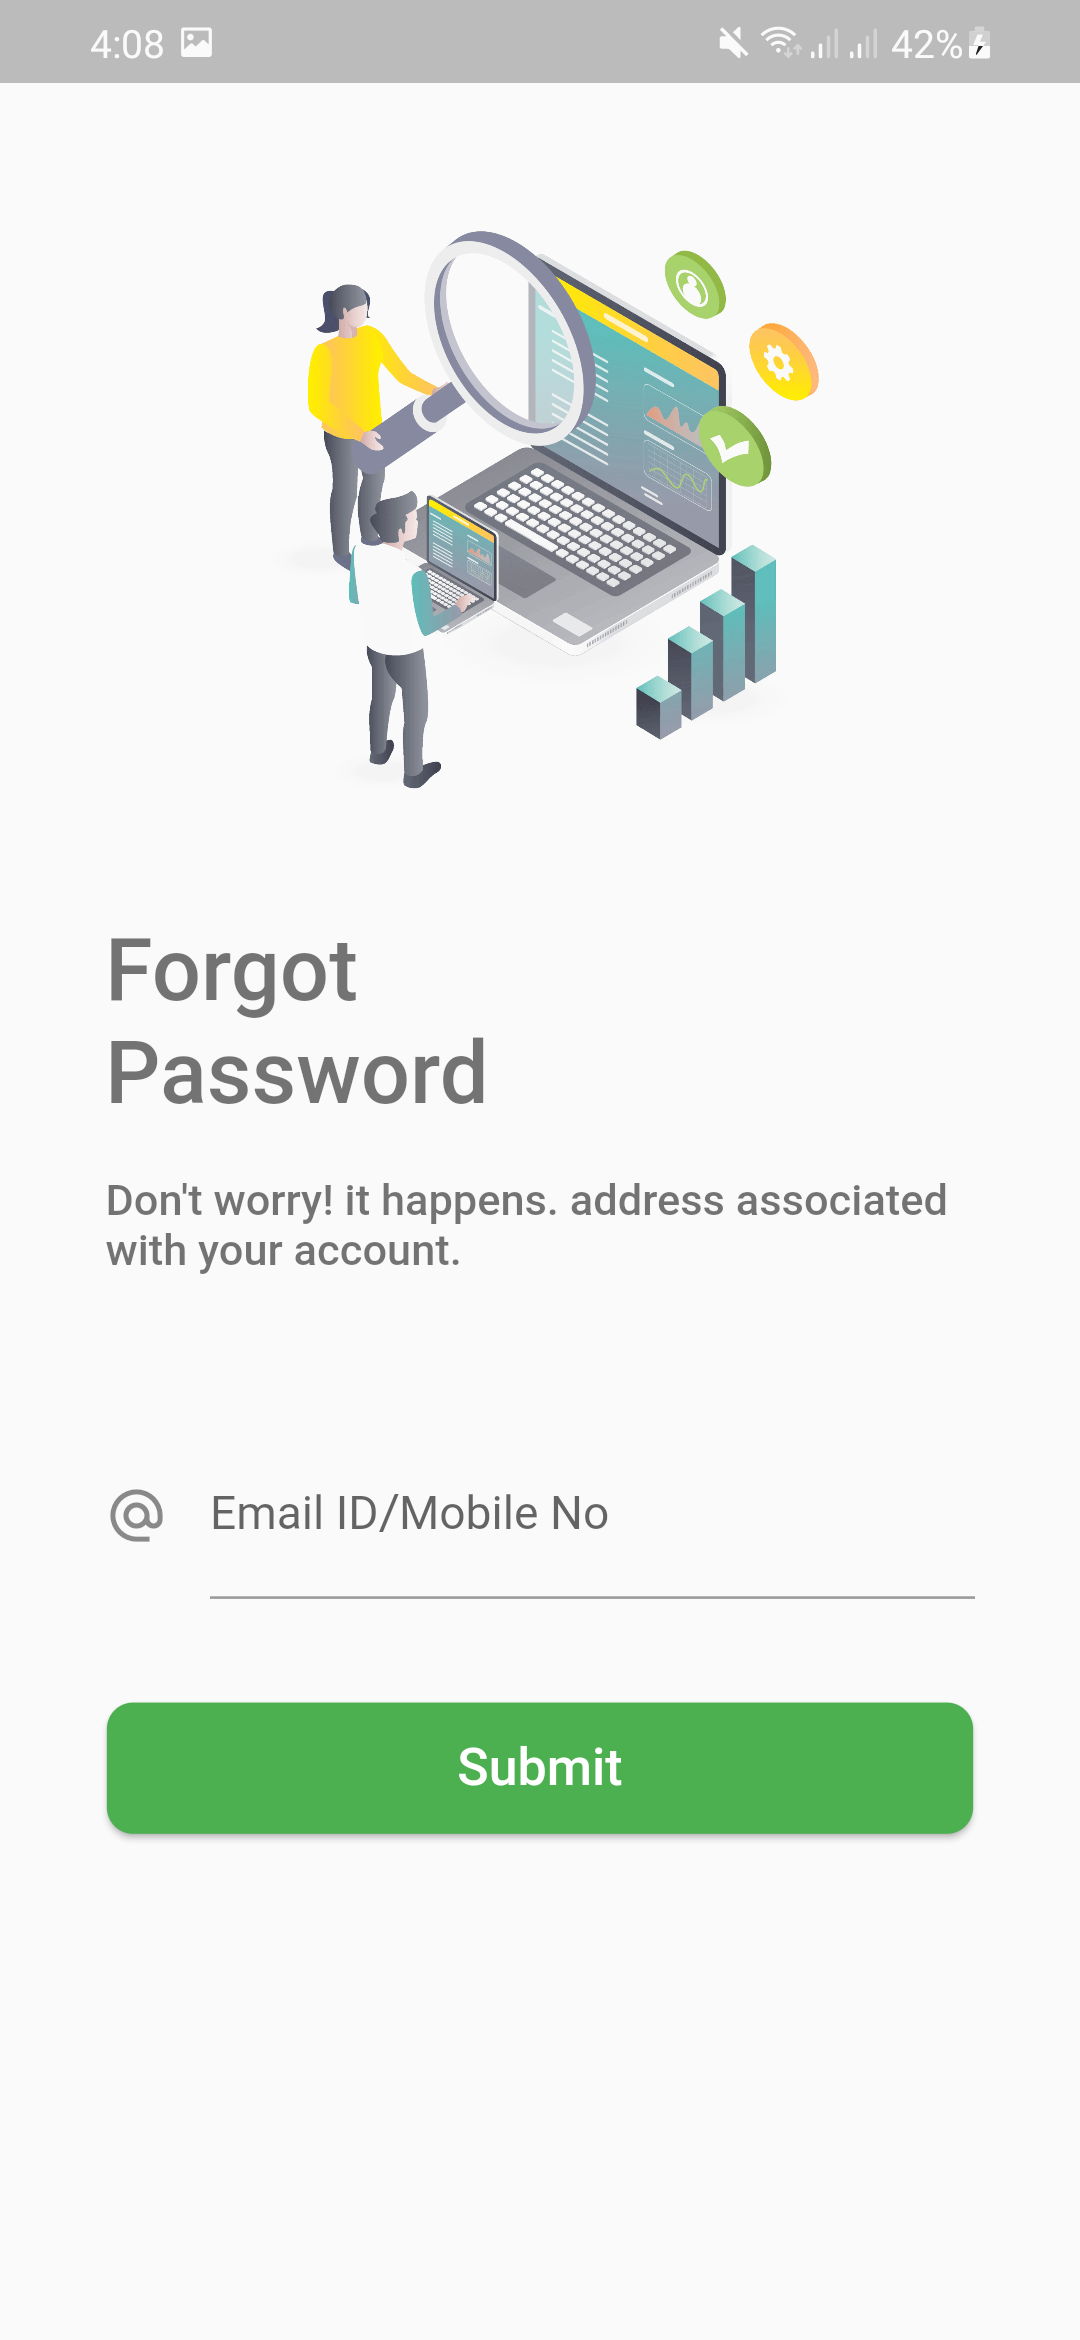 4:08 42%
Forgot
Password
Don't worry! it happens. address associated
with your account.
Email ID/Mobile No
Submit